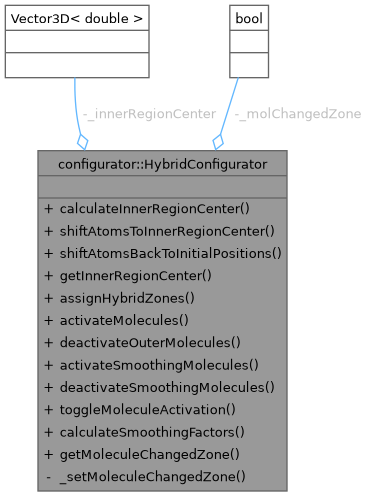 Vector3D< double >
bool
-_innerRegionCenter
-_molChangedZone
configurator::HybridConfigurator
+ calculateInnerRegionCenter()
+ shiftAtomsToInnerRegionCenter()
+ shiftAtomsBackToInitialPositions()
+ getInnerRegionCenter()
+ assignHybridZones()
+ activateMolecules()
+ deactivateOuterMolecules()
+ activateSmoothingMolecules()
+ deactivateSmoothingMolecules()
+ toggleMoleculeActivation()
+ calculateSmoothingFactors()
+ getMoleculeChangedZone()
- _setMoleculeChangedZone()